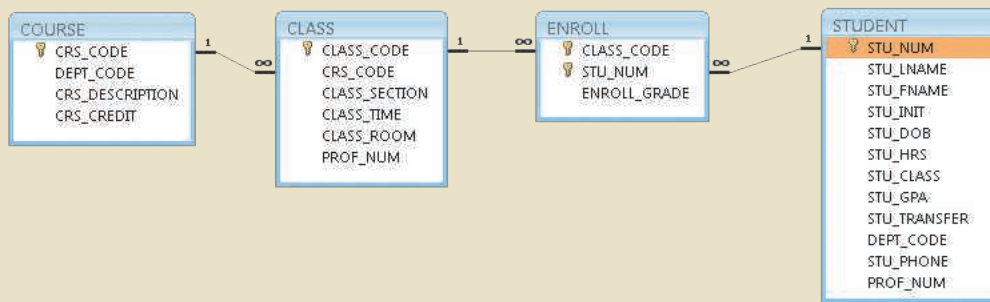 COURSE
CRS_CODE
DEPT_CODE
CRS_DESCRIPTION
CRS_CREDIT
1
∞
CLASS
CLASS_CODE
CRS_CODE
CLASS_SECTION
CLASS_TIME
CLASS_ROOM
PROF_NUM
1
∞
ENROLL
CLASS_CODE
STU_NUM
ENROLL_GRADE
∞
1
STUDENT
STU_NUM
STU_LNAME
STU_FNAME
STU_INIT
STU_DOB
STU_HRS
STU_CLASS
STU_GPA
STU_TRANSFER
DEPT_CODE
STU_PHONE
PROF_NUM